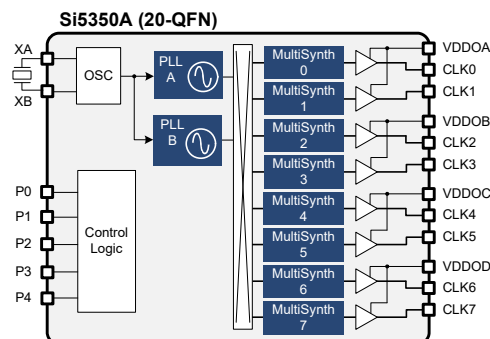 Si5350A (20-QFN)
XA
XB
OSC
PLL
A
PLL
B
MultiSynth
0
MultiSynth
1
MultiSynth
2
MultiSynth
3
MultiSynth
4
MultiSynth
5
MultiSynth
6
MultiSynth
7
VDDOA
CLK0
CLK1
VDDOB
CLK2
CLK3
VDDOC
CLK4
CLK5
VDDOD
CLK6
CLK7
P0
P1
P2
P3
P4
Control
Logic